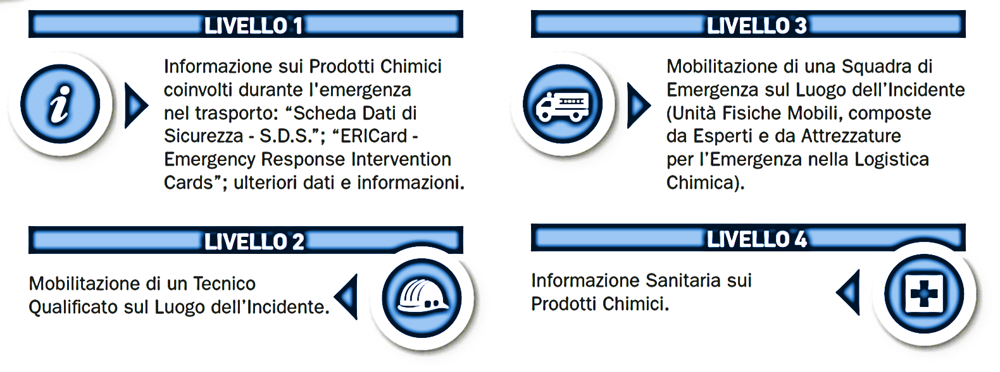 LIVELLO 1
Informazione sui Prodotti Chimici
coinvolti durante l'emergenza
nel trasporto: “Scheda Dati di
Sicurezza - S.D.S.”; “ERICard -
Emergency Response Intervention
Cards”; ulteriori dati e informazioni.
LIVELLO 2
Mobilitazione di un Tecnico
Qualificato sul Luogo dell’Incidente.
LIVELLO 3
Mobilitazione di una Squadra di
Emergenza sul Luogo dell’Incidente
(Unità Fisiche Mobili, composte
da Esperti e da Attrezzature
per l’Emergenza nella Logistica
Chimica).
LIVELLO 4
Informazione Sanitaria sui
Prodotti Chimici.